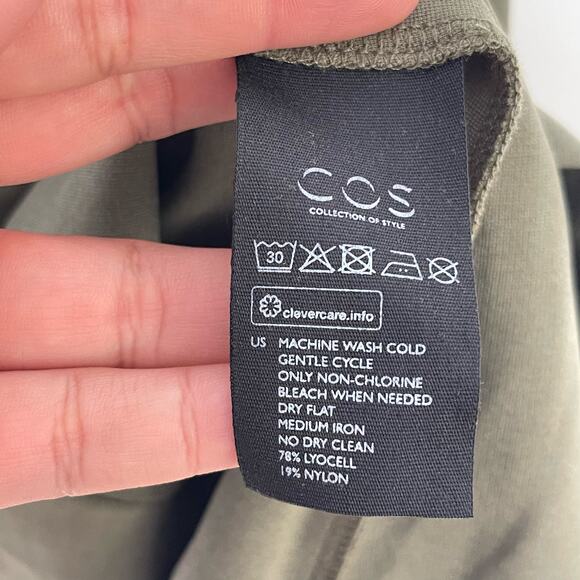 COS
COLLECTION OF STYLE
30
clevercare.info
US MACHINE WASH COLD
GENTLE CYCLE
ONLY NON-CHLORINE
BLEACH WHEN NEEDED
DRY FLAT
MEDIUM IRON
NO DRY CLEAN
78% LYOCELL
19% NYLON